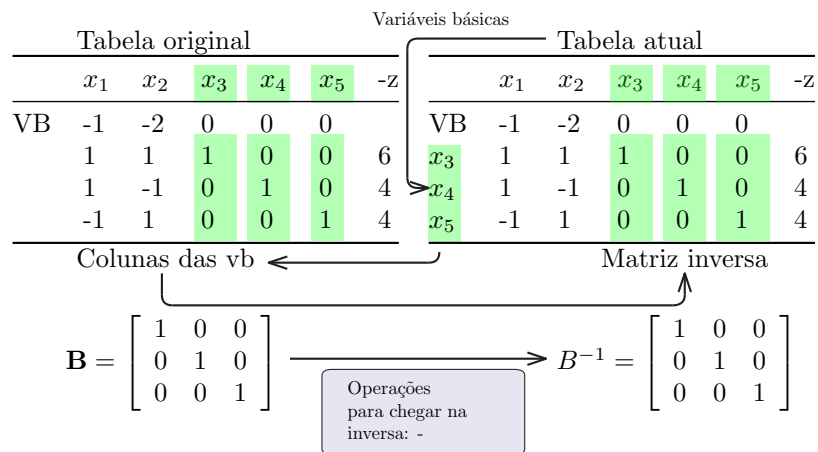 Variáveis básicas
Tabela original Tabela atual
x₁ x₂ x₃ x₄ x₅ -z x₁ x₂ x₃ x₄ x₅ -z
VB -1 -2 0 0 0 VB -1 -2 0 0 0
1 1 1 0 0 6 x₃ 1 1 1 0 0 6
1 -1 0 1 0 4 x₄ 1 -1 0 1 0 4
-1 1 0 0 1 4 x₅ -1 1 0 0 1 4
Colunas das vb Matriz inversa
1 0 0 1 0 0
B = 0 1 0 B⁻¹ = 0 1 0
0 0 1 0 0 1
Operações
para chegar na
inversa: -